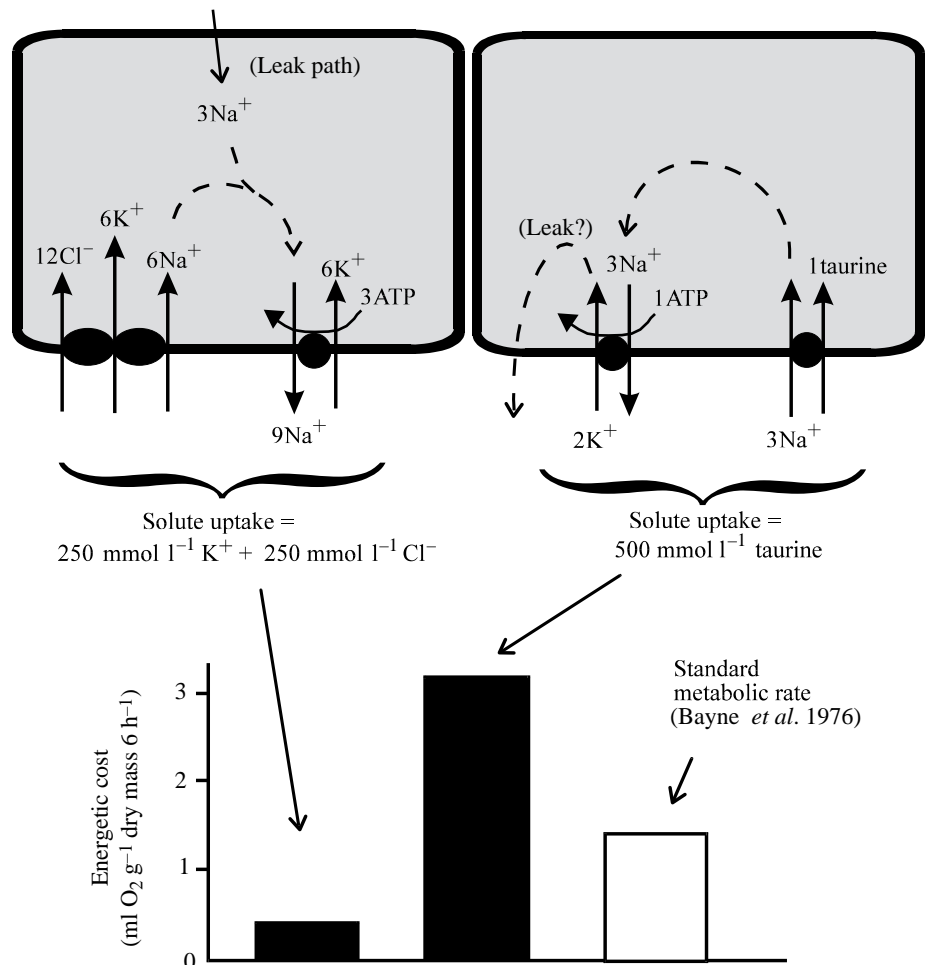 (Leak path)
3Na⁺
6K⁺
12Cl⁻
6Na⁺
6K⁺
3ATP
9Na⁺
(Leak?)
3Na⁺
1taurine
1ATP
2K⁺
3Na⁺
Solute uptake =
250 mmol l⁻¹ K⁺ + 250 mmol l⁻¹ Cl⁻
Solute uptake =
500 mmol l⁻¹ taurine
Standard
metabolic rate
(Bayne et al. 1976)
Energetic cost
(ml O₂ g⁻¹ dry mass 6 h⁻¹)
3
2
1
0